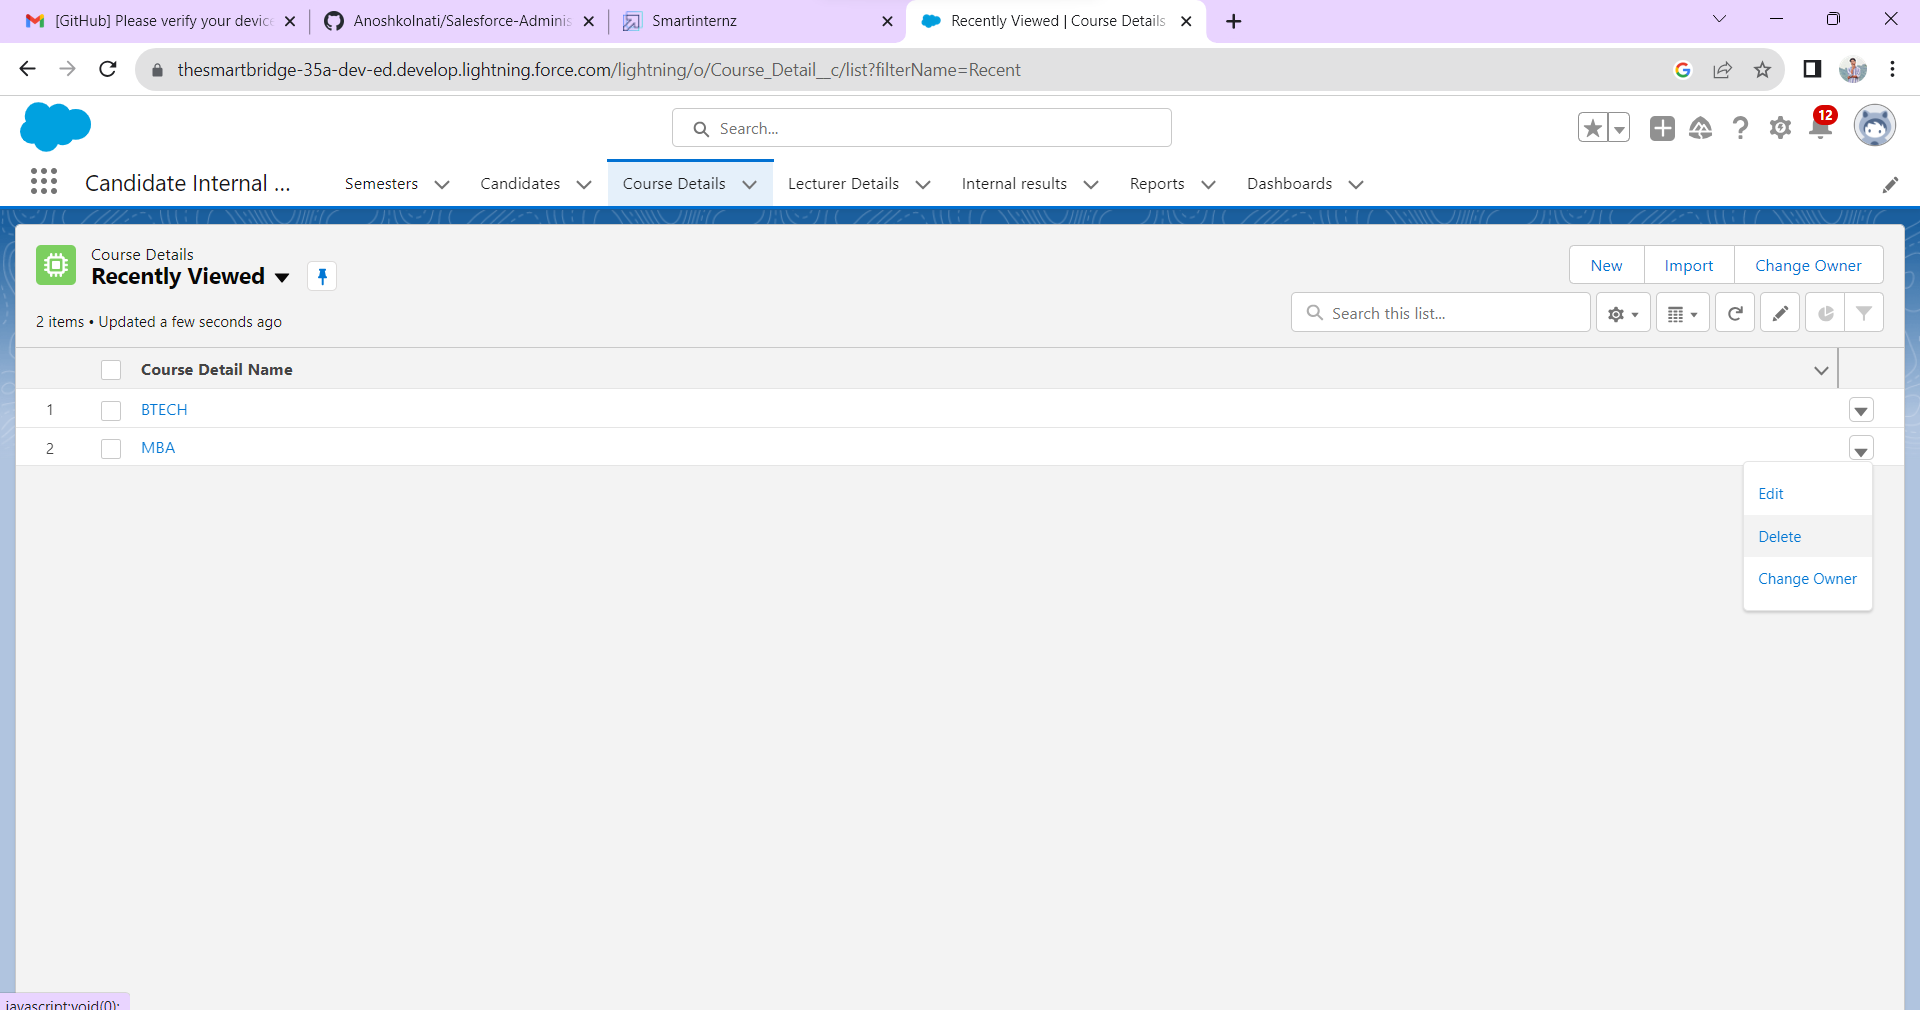 [GitHub] Please verify your device
AnoshkoInati/Salesforce-Adminis
Smartinternz
Recently Viewed | Course Details
thesmartbridge-35a-dev-ed.develop.lightning.force.com/lightning/o/Course_Detail__c/list?filterName=Recent
Search...
12
Candidate Internal ...
Semesters
Candidates
Course Details
Lecturer Details
Internal results
Reports
Dashboards
Course Details
Recently Viewed
New
Import
Change Owner
2 items • Updated a few seconds ago
Search this list...
Course Detail Name
1 BTECH
2 MBA
Edit
Delete
Change Owner
javascript:void(0);